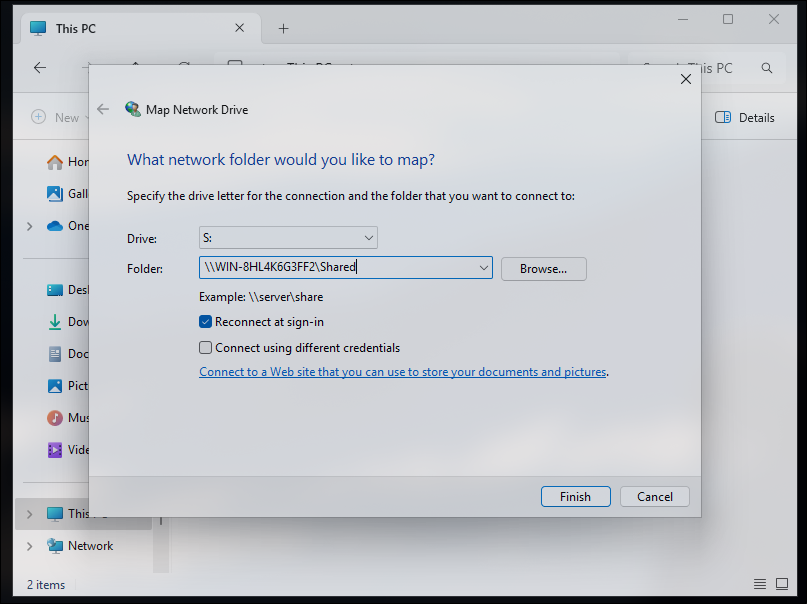 This PC
This PC
New
Details
Map Network Drive
What network folder would you like to map?
Specify the drive letter for the connection and the folder that you want to connect to:
Drive:
S:
Folder:
\\WIN-8HL4K6G3FF2\Shared
Browse...
Example: \\server\share
Reconnect at sign-in
Connect using different credentials
Connect to a Web site that you can use to store your documents and pictures.
Finish
Cancel
Hor
Gall
One
Desl
Dow
Doc
Pict
Mus
Vide
This
Network
2 items